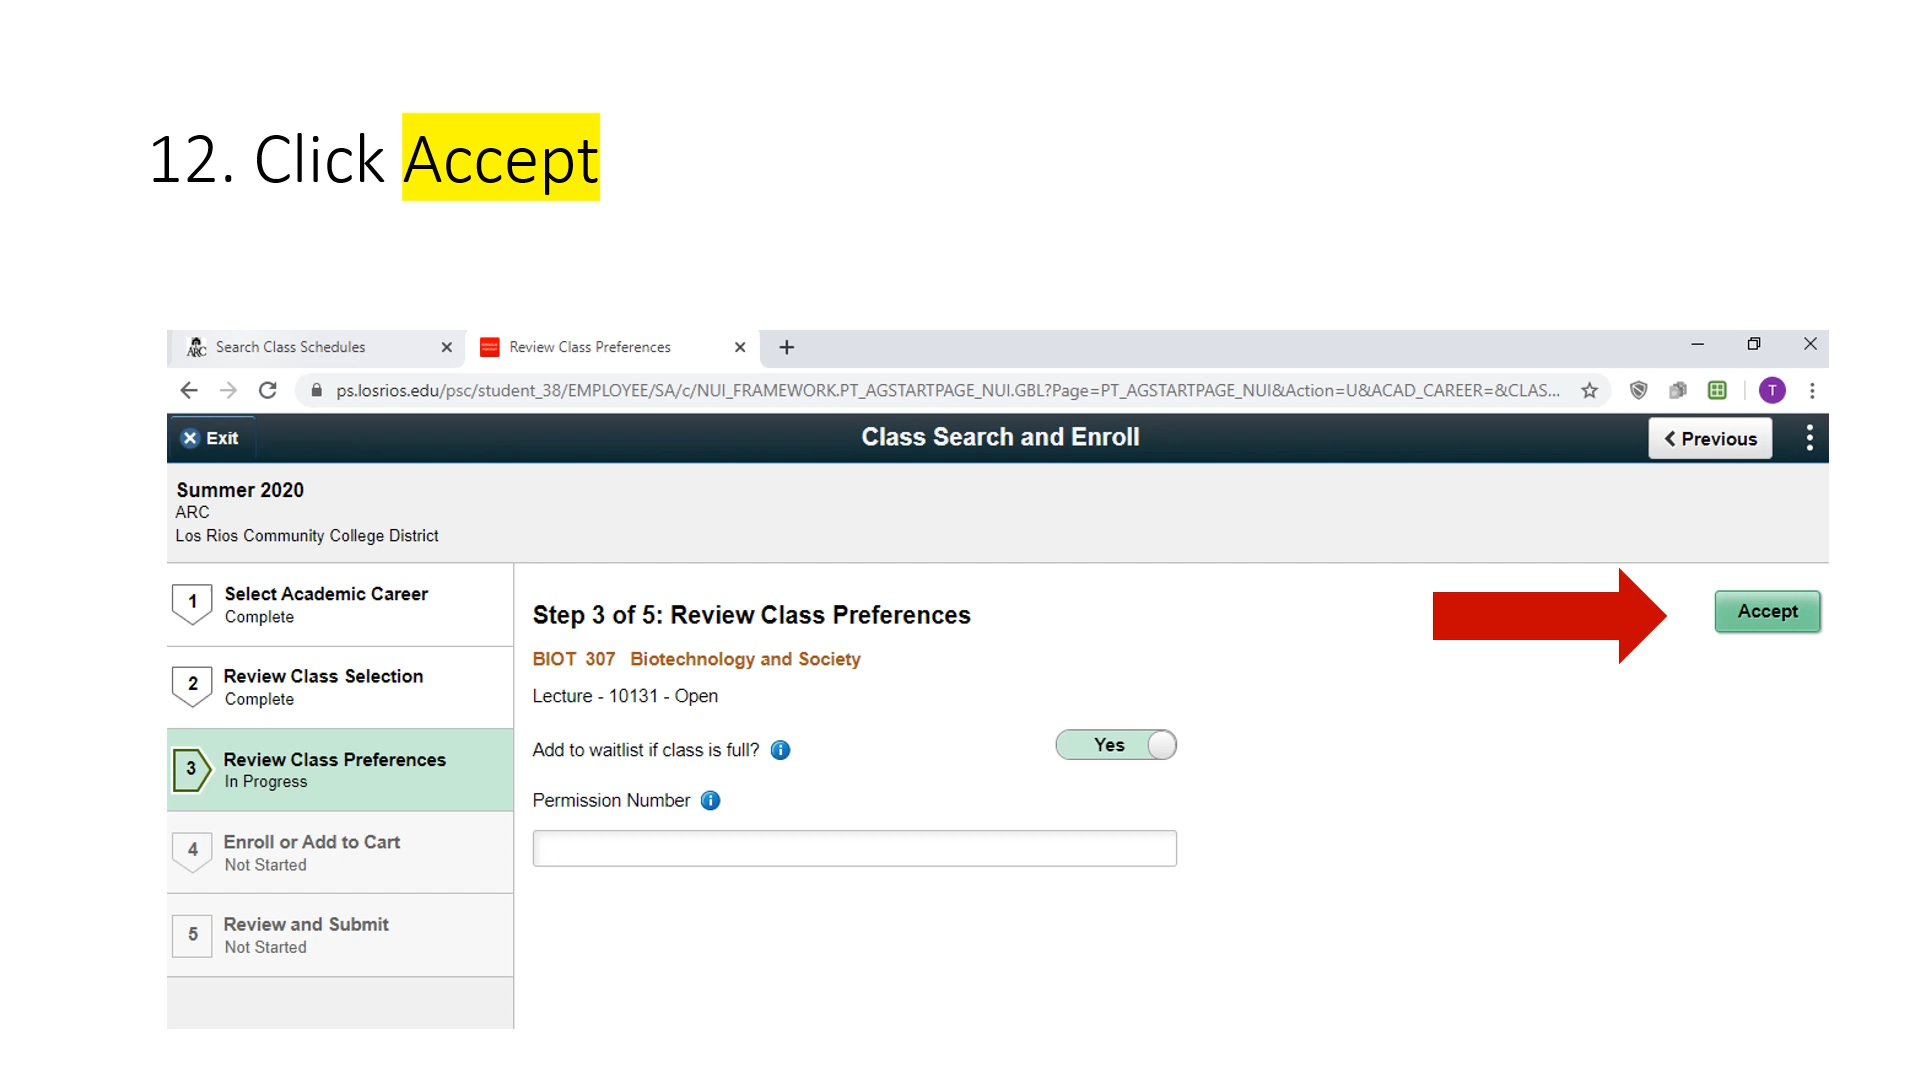 12. Click Accept
ARC Search Class Schedules
Review Class Preferences
ps.losrios.edu/psc/student_38/EMPLOYEE/SA/c/NUI_FRAMEWORK.PT_AGSTARTPAGE_NUI.GBL?Page=PT_AGSTARTPAGE_NUI&Action=U&ACAD_CAREER=&CLAS...
T
Exit
Class Search and Enroll
Previous
Summer 2020
ARC
Los Rios Community College District
1 Select Academic Career
Complete
2 Review Class Selection
Complete
3 Review Class Preferences
In Progress
4 Enroll or Add to Cart
Not Started
5 Review and Submit
Not Started
Step 3 of 5: Review Class Preferences
Accept
BIOT 307 Biotechnology and Society
Lecture - 10131 - Open
Add to waitlist if class is full? i Yes
Permission Number i